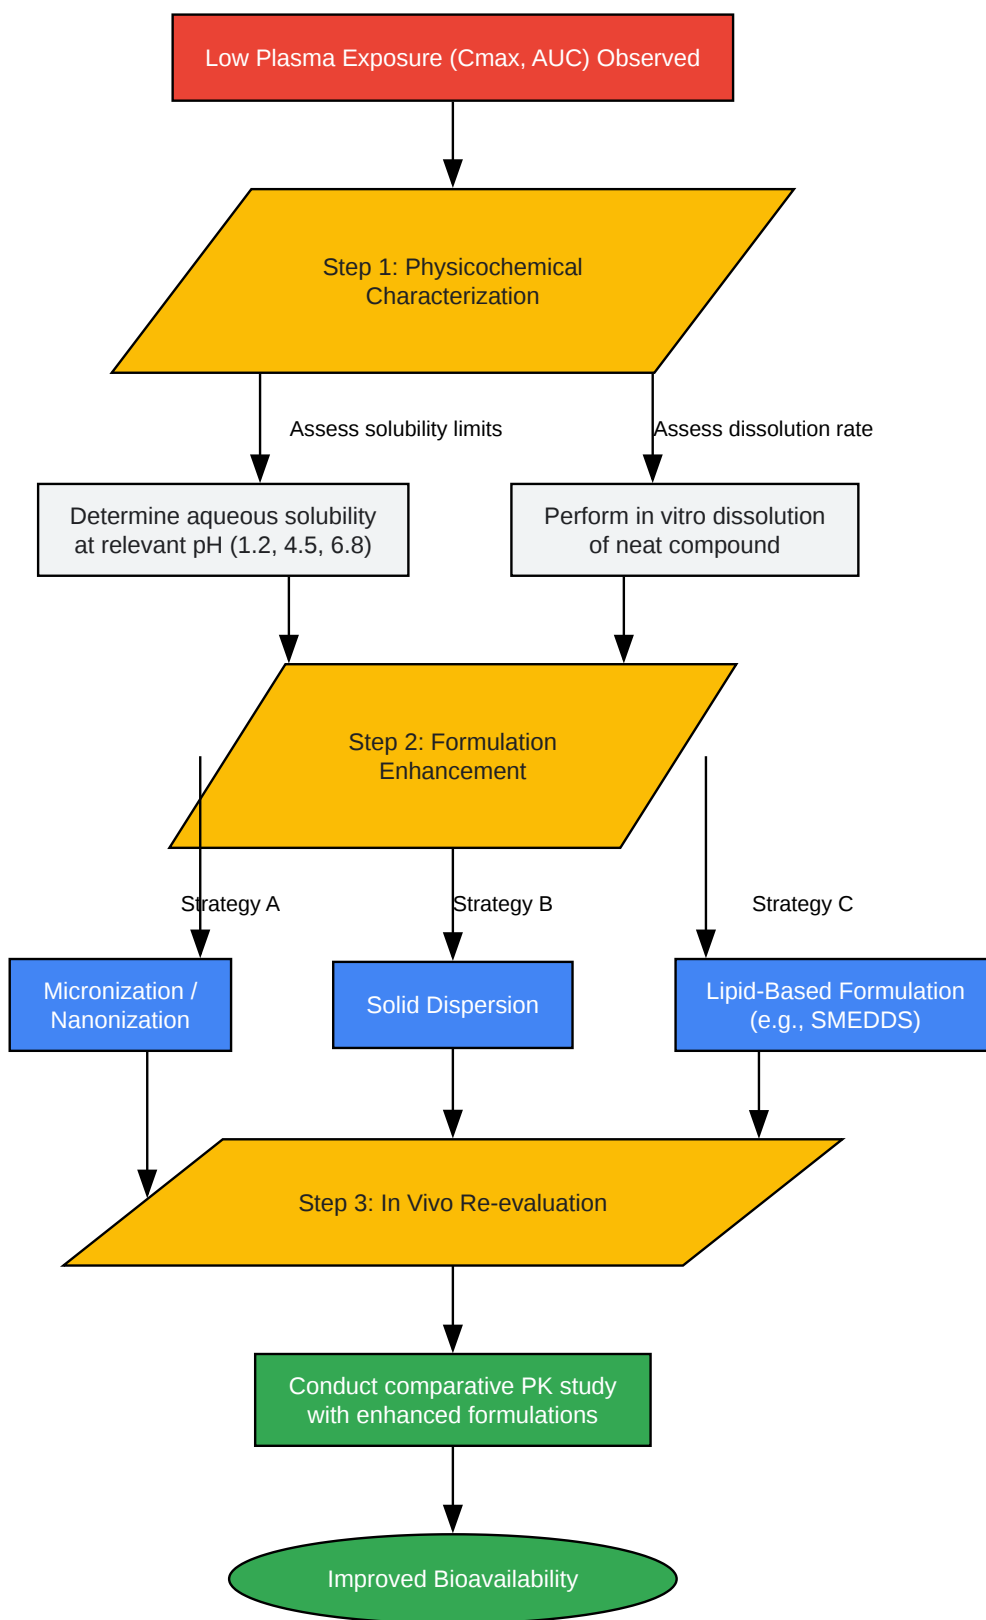 Low Plasma Exposure (Cmax, AUC) Observed
Step 1: Physicochemical
Characterization
Assess solubility limits
Assess dissolution rate
Determine aqueous solubility
at relevant pH (1.2, 4.5, 6.8)
Perform in vitro dissolution
of neat compound
Step 2: Formulation
Enhancement
Strategy A
Strategy B
Strategy C
Micronization /
Nanonization
Solid Dispersion
Lipid-Based Formulation
(e.g., SMEDDS)
Step 3: In Vivo Re-evaluation
Conduct comparative PK study
with enhanced formulations
Improved Bioavailability